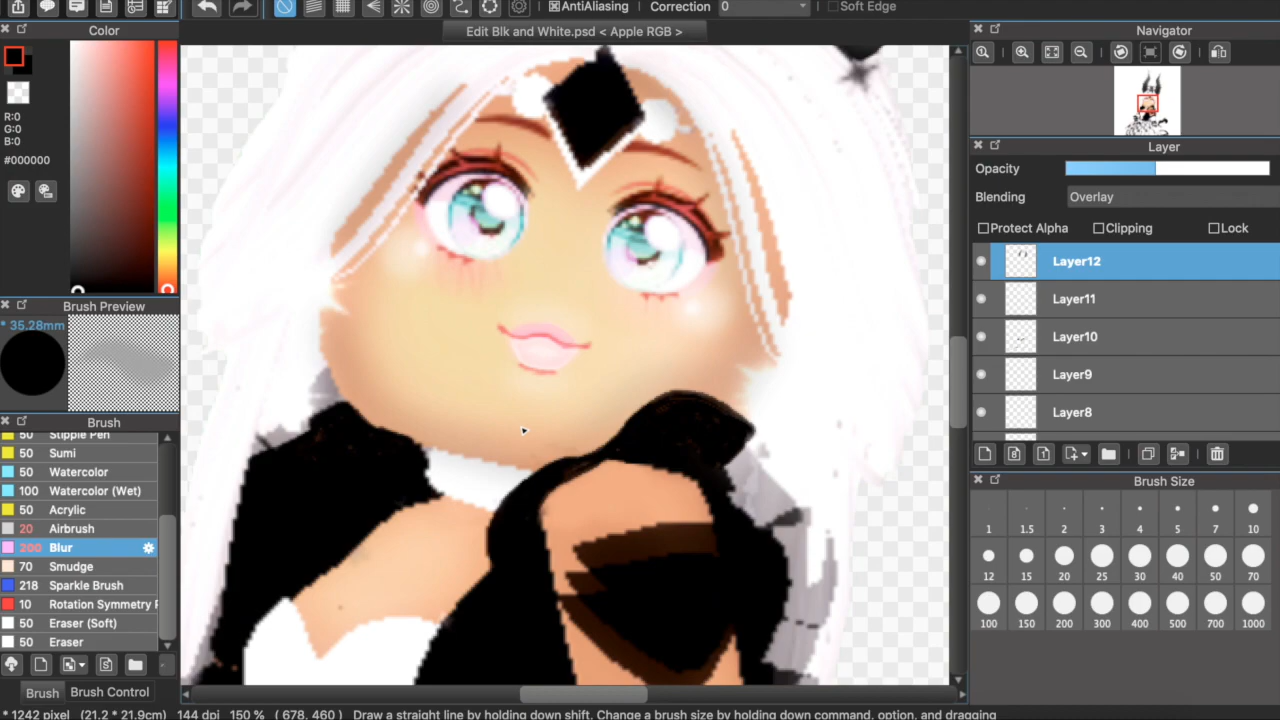 AntiAliasing
Correction
0
Soft Edge
Color
Edit Blk and White.psd < Apple RGB >
Navigator
R:0
G:0
B:0
#000000
Layer
Opacity
Blending
Overlay
Protect Alpha
Clipping
Lock
Layer12
Layer11
Layer10
Layer9
Layer8
Brush Preview
* 35.28mm
Brush
50 Stipple Pen
50 Sumi
50 Watercolor
100 Watercolor (Wet)
50 Acrylic
20 Airbrush
200 Blur
70 Smudge
218 Sparkle Brush
10 Rotation Symmetry
50 Eraser (Soft)
50 Eraser
Brush Size
1 1.5 2 3 4 5 7 10
12 15 20 25 30 40 50 70
100 150 200 300 400 500 700 1000
Brush Brush Control
* 1242 pixel (21.2 * 21.9cm) 144 dpi 150 % ( 678, 460 ) Draw a straight line by holding down shift. Change a brush size by holding down command, option, and dragging